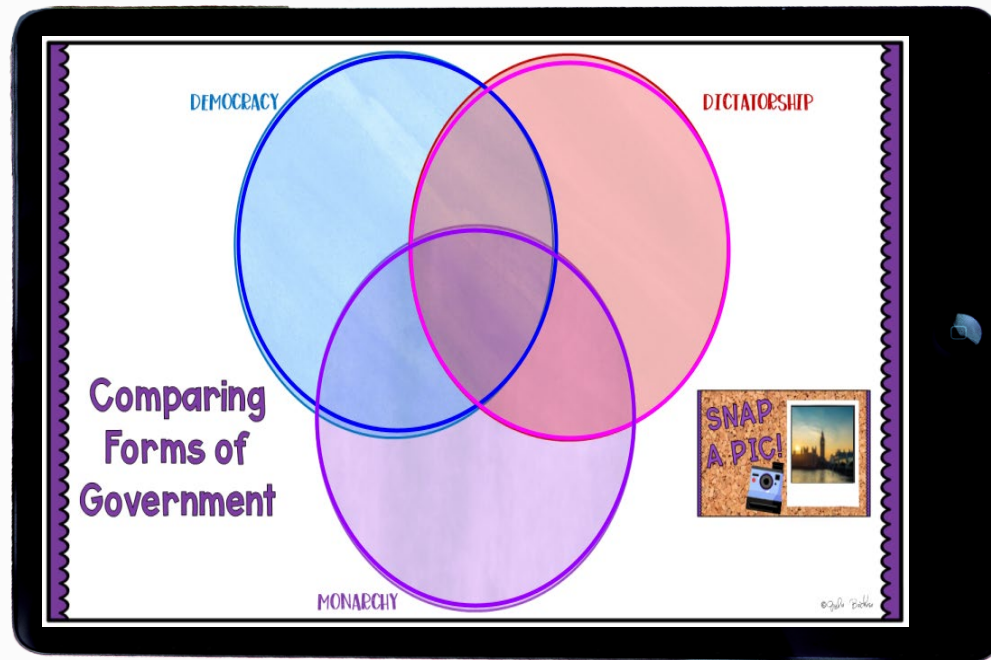 DEMOCRACY
DICTATORSHIP
Comparing
Forms of
Government
SNAP
A PIC!
MONARCHY